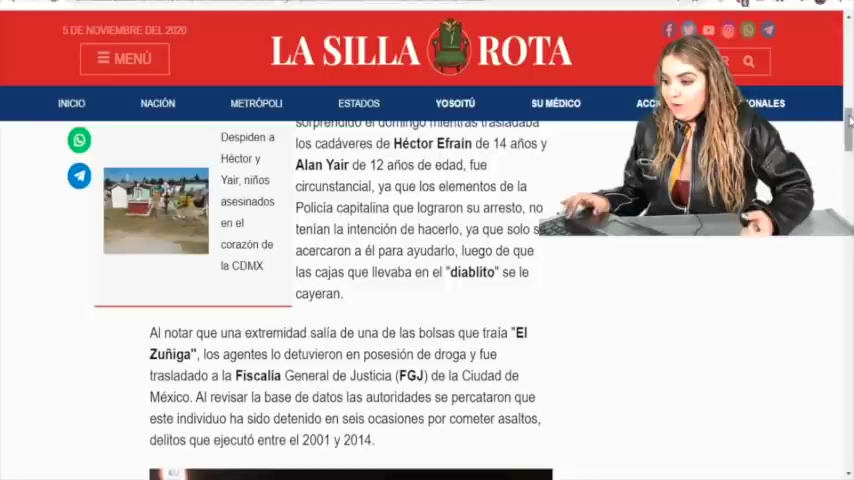 5 DE NOVIEMBRE DEL 2020
MENÚ
LA SILLA ROTA
INICIO
NACIÓN
METRÓPOLI
ESTADOS
YOSOITÚ
SU MÉDICO
Despiden a
Héctor y
Yair, niños
asesinados
en el
corazón de
la CDMX
sorprendido el domingo mientras trasladaba
los cadáveres de Héctor Efraín de 14 años y
Alan Yair de 12 años de edad, fue
circunstancial, ya que los elementos de la
Policía capitalina que lograron su arresto, no
tenían la intención de hacerlo, ya que solo
acercaron a él para ayudarlo, luego de que
las cajas que llevaba en el "diablito" se le
cayeran.
Al notar que una extremidad salía de una de las bolsas que traía "El
Zuñiga", los agentes lo detuvieron en posesión de droga y fue
trasladado a la Fiscalía General de Justicia (FGJ) de la Ciudad de
México. Al revisar la base de datos las autoridades se percataron que
este individuo ha sido detenido en seis ocasiones por cometer asaltos,
delitos que ejecutó entre el 2001 y 2014.